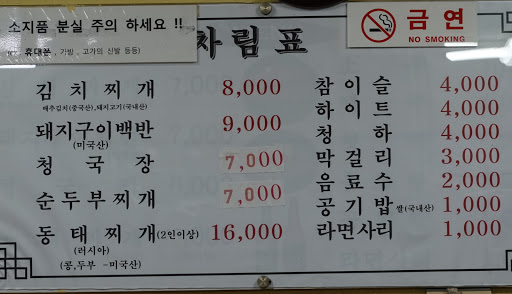 소지품 분실 주의 하세요 !!
휴대폰 , 가방 , 고가의 신발 등등)
차림표
금연
NO SMOKING
김치찌개 8,000
배추김치(중국산),돼지고기(국내산)
돼지구이백반 9,000
(미국산)
청국장 7,000
순두부찌개 7,000
동태찌개(2인이상) 16,000
(러시아)
(콩,두부 -미국산)
참이슬 4,000
하이트 4,000
청하 4,000
막걸리 3,000
음료수 2,000
공기밥 쌀(국내산) 1,000
라면사리 1,000